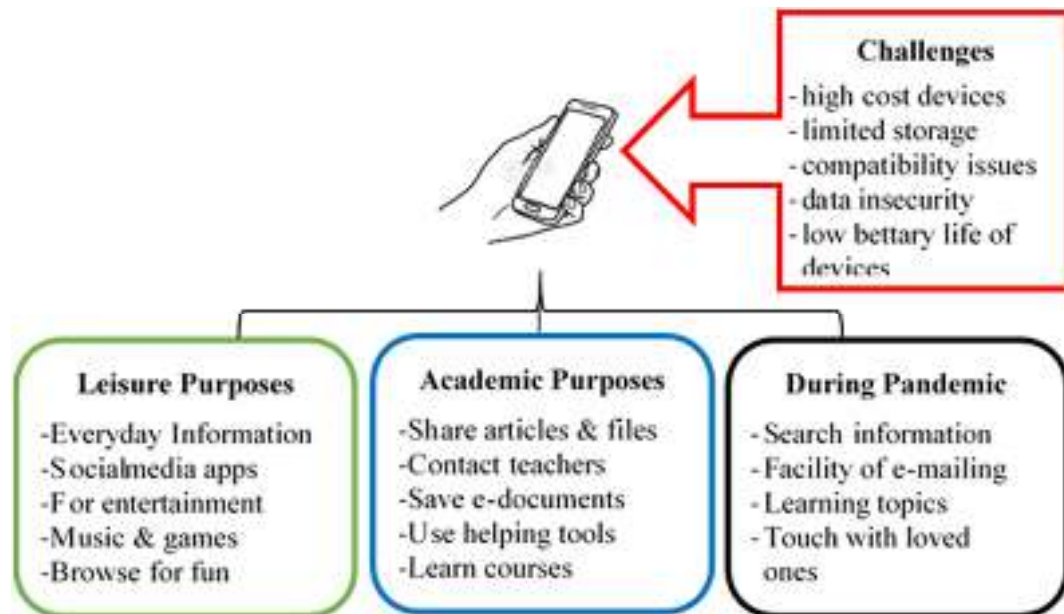 Challenges
- high cost devices
- limited storage
- compatibility issues
- data insecurity
- low bettary life of
devices
Leisure Purposes
-Everyday Information
-Socialmedia apps
-For entertainment
-Music & games
-Browse for fun
Academic Purposes
-Share articles & files
-Contact teachers
-Save e-documents
-Use helping tools
-Learn courses
During Pandemic
-Search information
-Facility of e-mailing
-Learning topics
-Touch with loved
ones